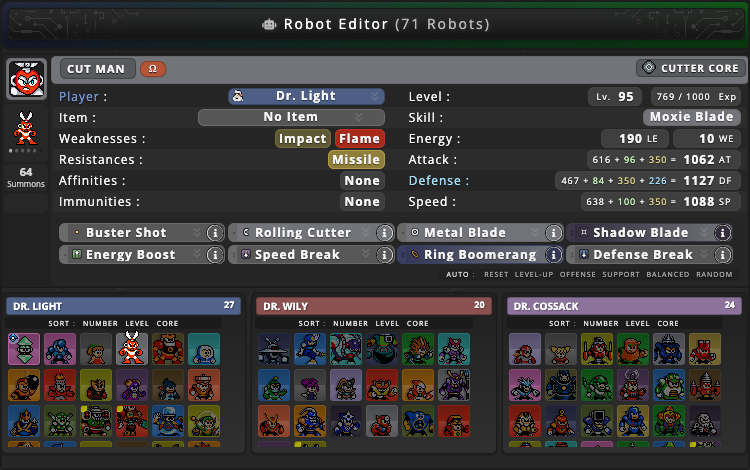 Robot Editor (71 Robots)
CUT MAN Ω CUTTER CORE
Player : Dr. Light Level : Lv. 95 769 / 1000 Exp
Item : No Item Skill : Moxie Blade
Weaknesses : Impact Flame Energy : 190 LE 10 WE
Resistances : Missile Attack : 616 + 96 + 350 = 1062 AT
Affinities : None Defense : 467 + 84 + 350 + 226 = 1127 DF
Immunities : None Speed : 638 + 100 + 350 = 1088 SP
64
Summons
Buster Shot i Rolling Cutter i Metal Blade i Shadow Blade i
Energy Boost i Speed Break i Ring Boomerang i Defense Break i
AUTO : RESET LEVEL-UP OFFENSE SUPPORT BALANCED RANDOM
DR. LIGHT 27 DR. WILY 20 DR. COSSACK 24
SORT : NUMBER LEVEL CORE SORT : NUMBER LEVEL CORE SORT : NUMBER LEVEL CORE